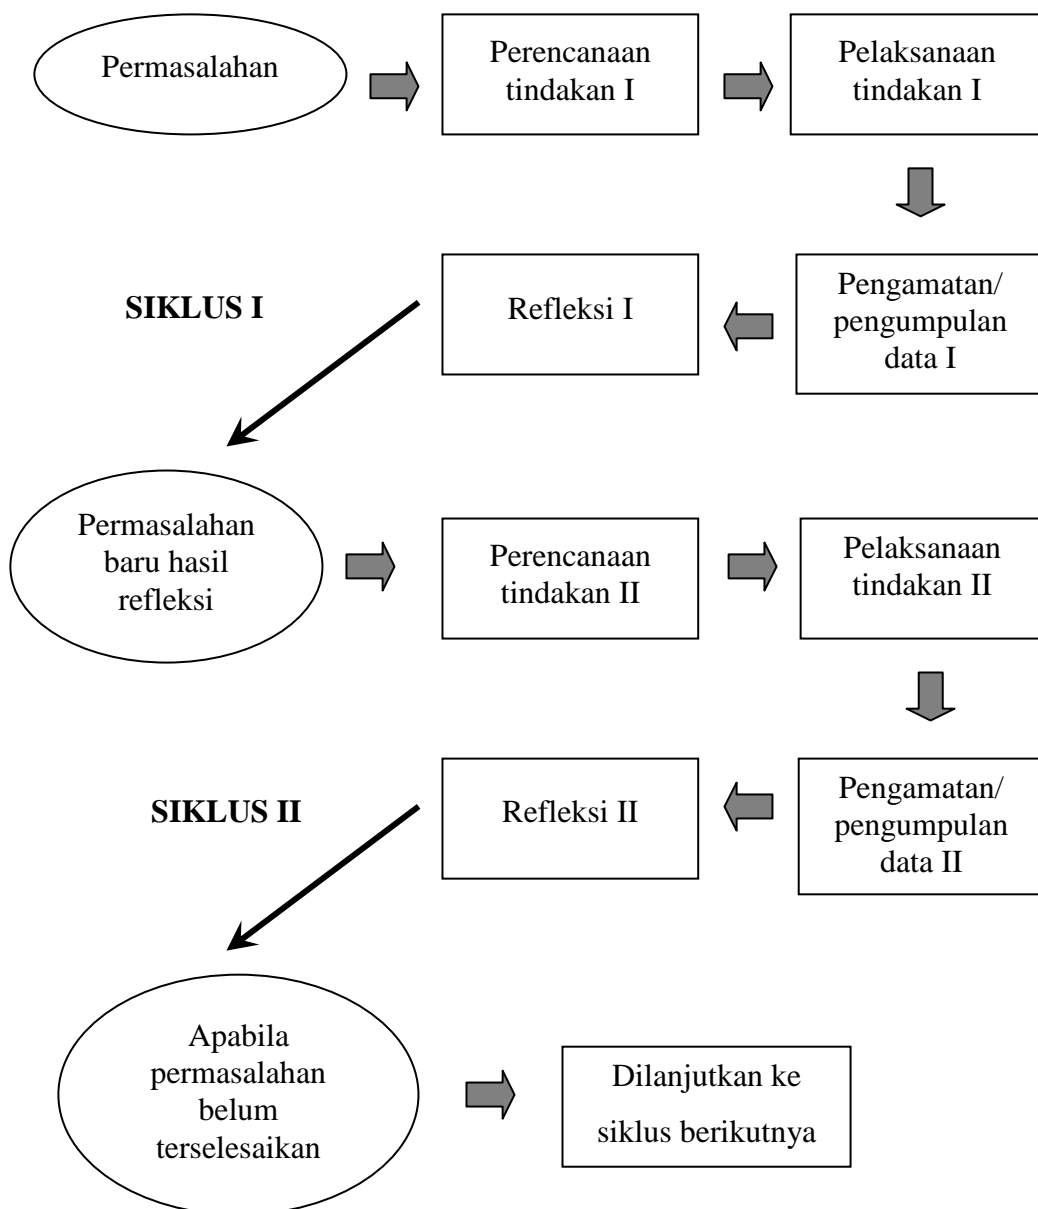 Permasalahan
Perencanaan
tindakan I
Pelaksanaan
tindakan I
SIKLUS I
Refleksi I
Pengamatan/
pengumpulan
data I
Permasalahan
baru hasil
refleksi
Perencanaan
tindakan II
Pelaksanaan
tindakan II
SIKLUS II
Refleksi II
Pengamatan/
pengumpulan
data II
Apabila
permasalahan
belum
terselesaikan
Dilanjutkan ke
siklus berikutnya